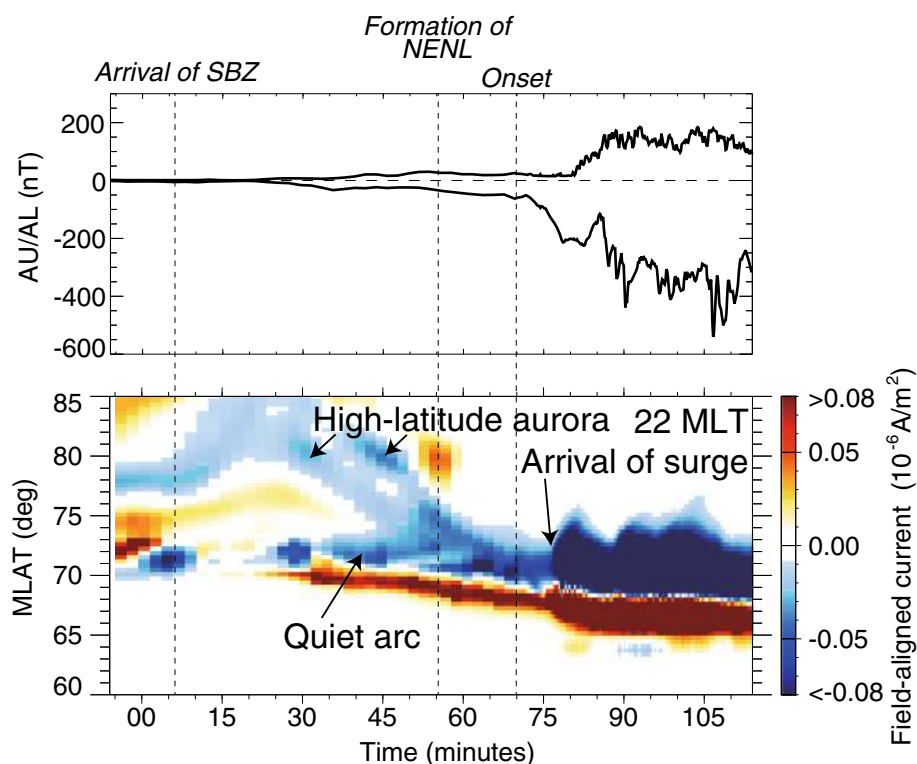 Formation of
NENL
Arrival of SBZ
Onset
200
0
-200
-400
-600
AU/AL (nT)
85
80
75
70
65
60
MLAT (deg)
High-latitude aurora
22 MLT
Arrival of surge
Quiet arc
00 15 30 45 60 75 90 105
Time (minutes)
>0.08
0.05
0.00
-0.05
<-0.08
Field-aligned current (10⁻⁶A/m²)